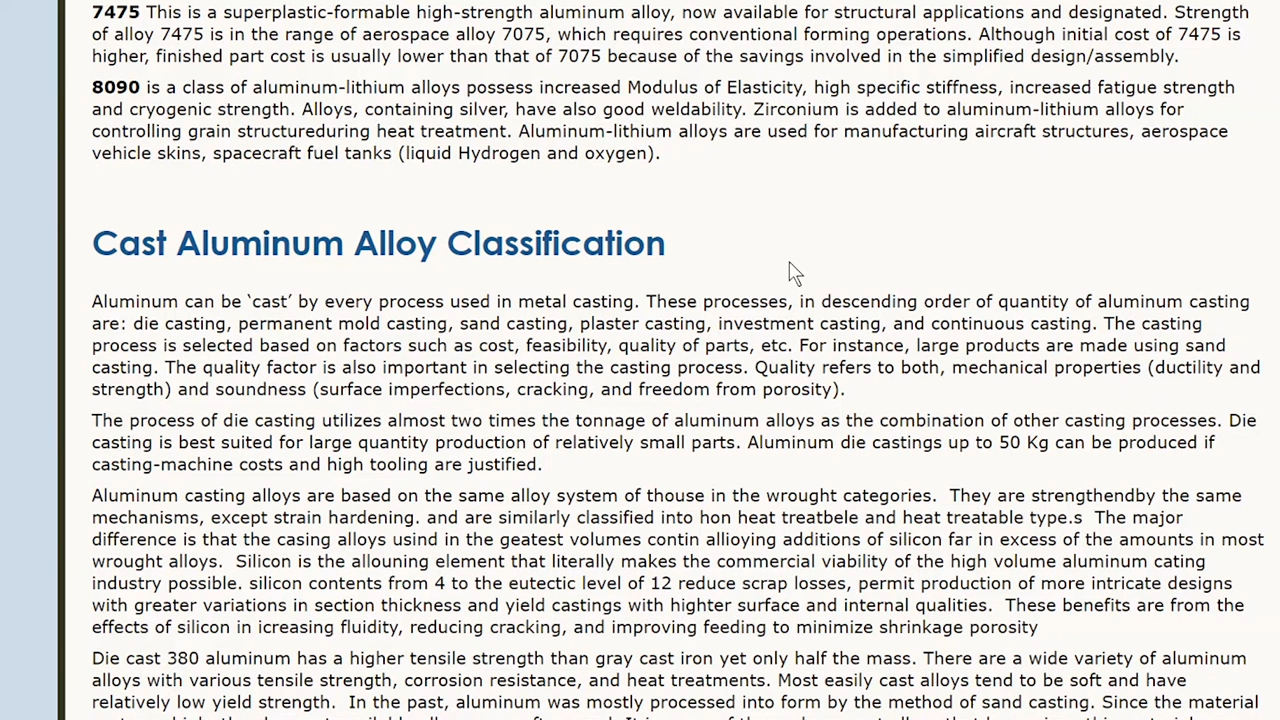 7475 This is a superplastic-formable high-strength aluminum alloy, now available for structural applications and designated. Strength
of alloy 7475 is in the range of aerospace alloy 7075, which requires conventional forming operations. Although initial cost of 7475 is
higher, finished part cost is usually lower than that of 7075 because of the savings involved in the simplified design/assembly.
8090 is a class of aluminum-lithium alloys possess increased Modulus of Elasticity, high specific stiffness, increased fatigue strength
and cryogenic strength. Alloys, containing silver, have also good weldability. Zirconium is added to aluminum-lithium alloys for
controlling grain structureduring heat treatment. Aluminum-lithium alloys are used for manufacturing aircraft structures, aerospace
vehicle skins, spacecraft fuel tanks (liquid Hydrogen and oxygen).
Cast Aluminum Alloy Classification
Aluminum can be ‘cast’ by every process used in metal casting. These processes, in descending order of quantity of aluminum casting
are: die casting, permanent mold casting, sand casting, plaster casting, investment casting, and continuous casting. The casting
process is selected based on factors such as cost, feasibility, quality of parts, etc. For instance, large products are made using sand
casting. The quality factor is also important in selecting the casting process. Quality refers to both, mechanical properties (ductility and
strength) and soundness (surface imperfections, cracking, and freedom from porosity).
The process of die casting utilizes almost two times the tonnage of aluminum alloys as the combination of other casting processes. Die
casting is best suited for large quantity production of relatively small parts. Aluminum die castings up to 50 Kg can be produced if
casting-machine costs and high tooling are justified.
Aluminum casting alloys are based on the same alloy system of thouse in the wrought categories.  They are strengthendby the same
mechanisms, except strain hardening. and are similarly classified into hon heat treatbele and heat treatable type.s  The major
difference is that the casing alloys usind in the geatest volumes contin allioying additions of silicon far in excess of the amounts in most
wrought alloys.  Silicon is the allouning element that literally makes the commercial viability of the high volume aluminum cating
industry possible. silicon contents from 4 to the eutectic level of 12 reduce scrap losses, permit production of more intricate designs
with greater variations in section thickness and yield castings with highter surface and internal qualities.  These benefits are from the
effects of silicon in icreasing fluidity, reducing cracking, and improving feeding to minimize shrinkage porosity
Die cast 380 aluminum has a higher tensile strength than gray cast iron yet only half the mass. There are a wide variety of aluminum
alloys with various tensile strength, corrosion resistance, and heat treatments. Most easily cast alloys tend to be soft and have
relatively low yield strength.  In the past, aluminum was mostly processed into form by the method of sand casting. Since the material